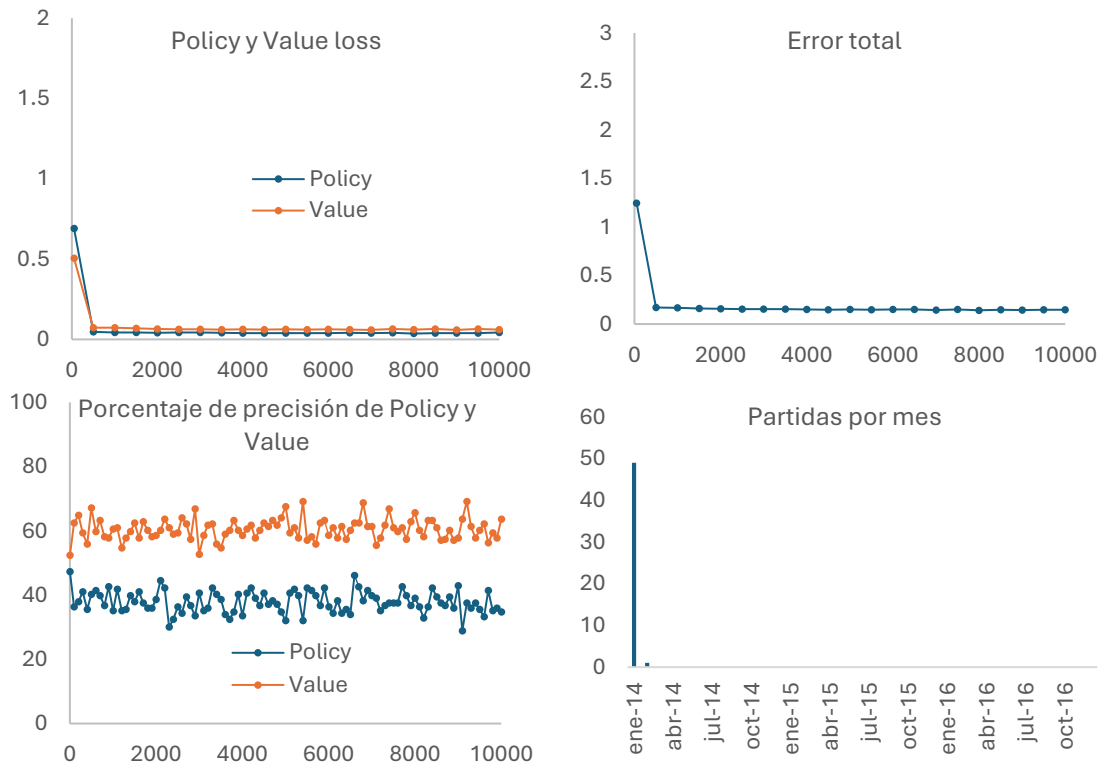 Policy y Value loss
2
1.5
1
0.5
0
0 2000 4000 6000 8000 10000
Policy
Value
Error total
3
2.5
2
1.5
1
0.5
0
0 2000 4000 6000 8000 10000
Porcentaje de precisión de Policy y
Value
100
80
60
40
20
0
0 2000 4000 6000 8000 10000
Policy
Value
Partidas por mes
60
50
40
30
20
10
0
ene-14
abr-14
jul-14
oct-14
ene-15
abr-15
jul-15
oct-15
ene-16
abr-16
jul-16
oct-16